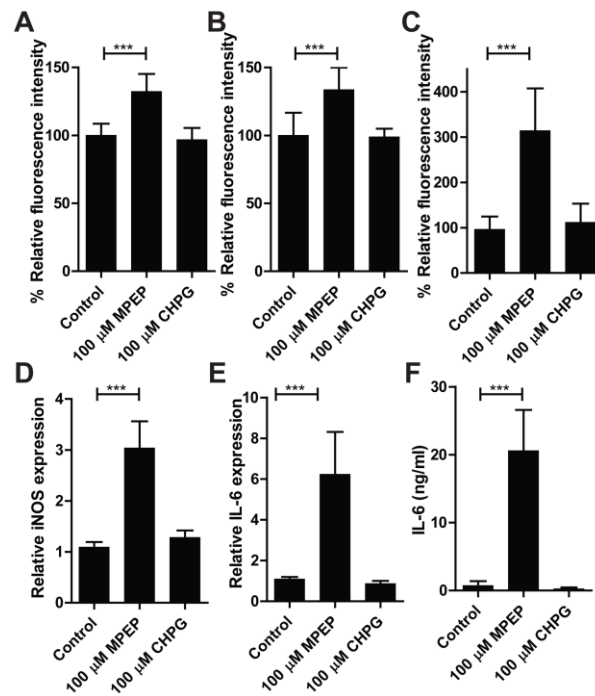 A
% Relative fluorescence intensity
150
100
50
0
***
Control
100 µM MPEP
100 µM CHPG
B
% Relative fluorescence intensity
150
100
50
0
***
Control
100 µM MPEP
100 µM CHPG
C
% Relative fluorescence intensity
400
300
200
100
0
***
Control
100 µM MPEP
100 µM CHPG
D
Relative iNOS expression
4
3
2
1
0
***
Control
100 µM MPEP
100 µM CHPG
E
Relative IL-6 expression
10
8
6
4
2
0
***
Control
100 µM MPEP
100 µM CHPG
F
IL-6 (ng/ml)
30
20
10
0
***
Control
100 µM MPEP
100 µM CHPG